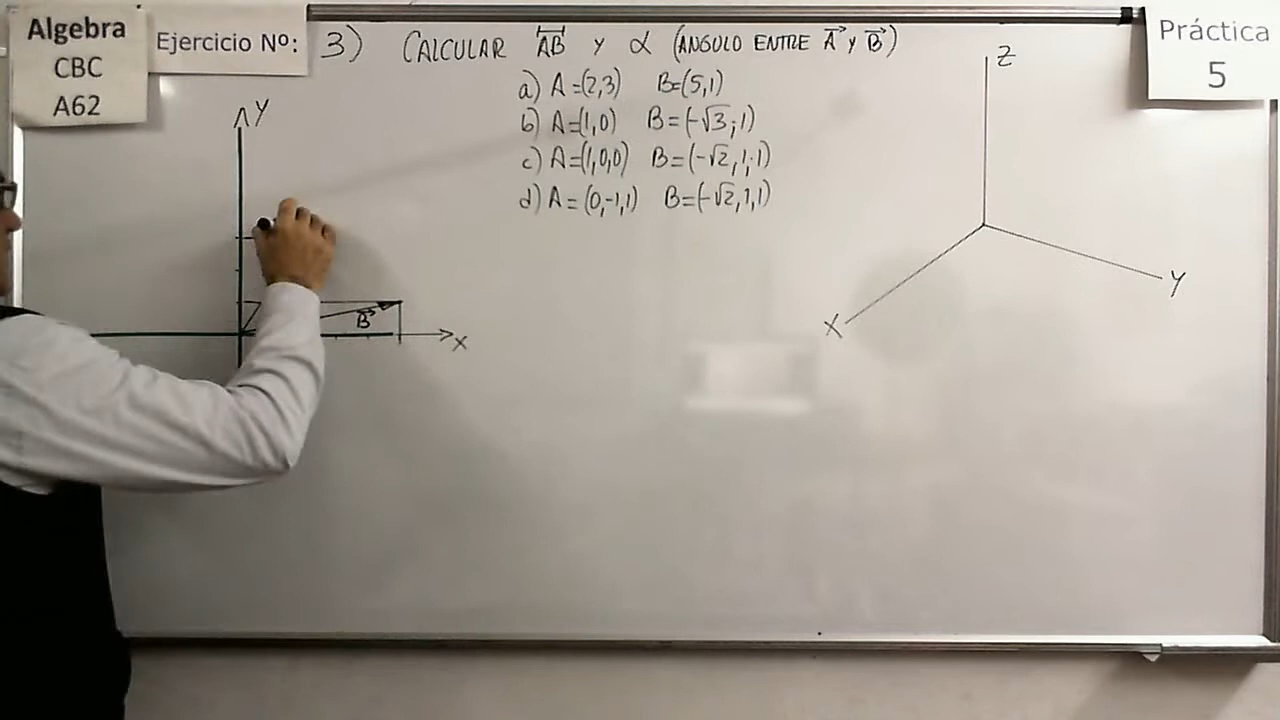 Algebra
CBC
A62
Ejercicio Nº:
3) CALCULAR AB y α (ANGULO ENTRE A y B)
a) A=(2,3) B=(5,1)
b) A=(1,0) B=(-√3,1)
c) A=(1,0,0) B=(-√2,1,1)
d) A=(0,-1,1) B=(-√2,1,1)
Práctica
5
Y
B
X
Z
Y
X